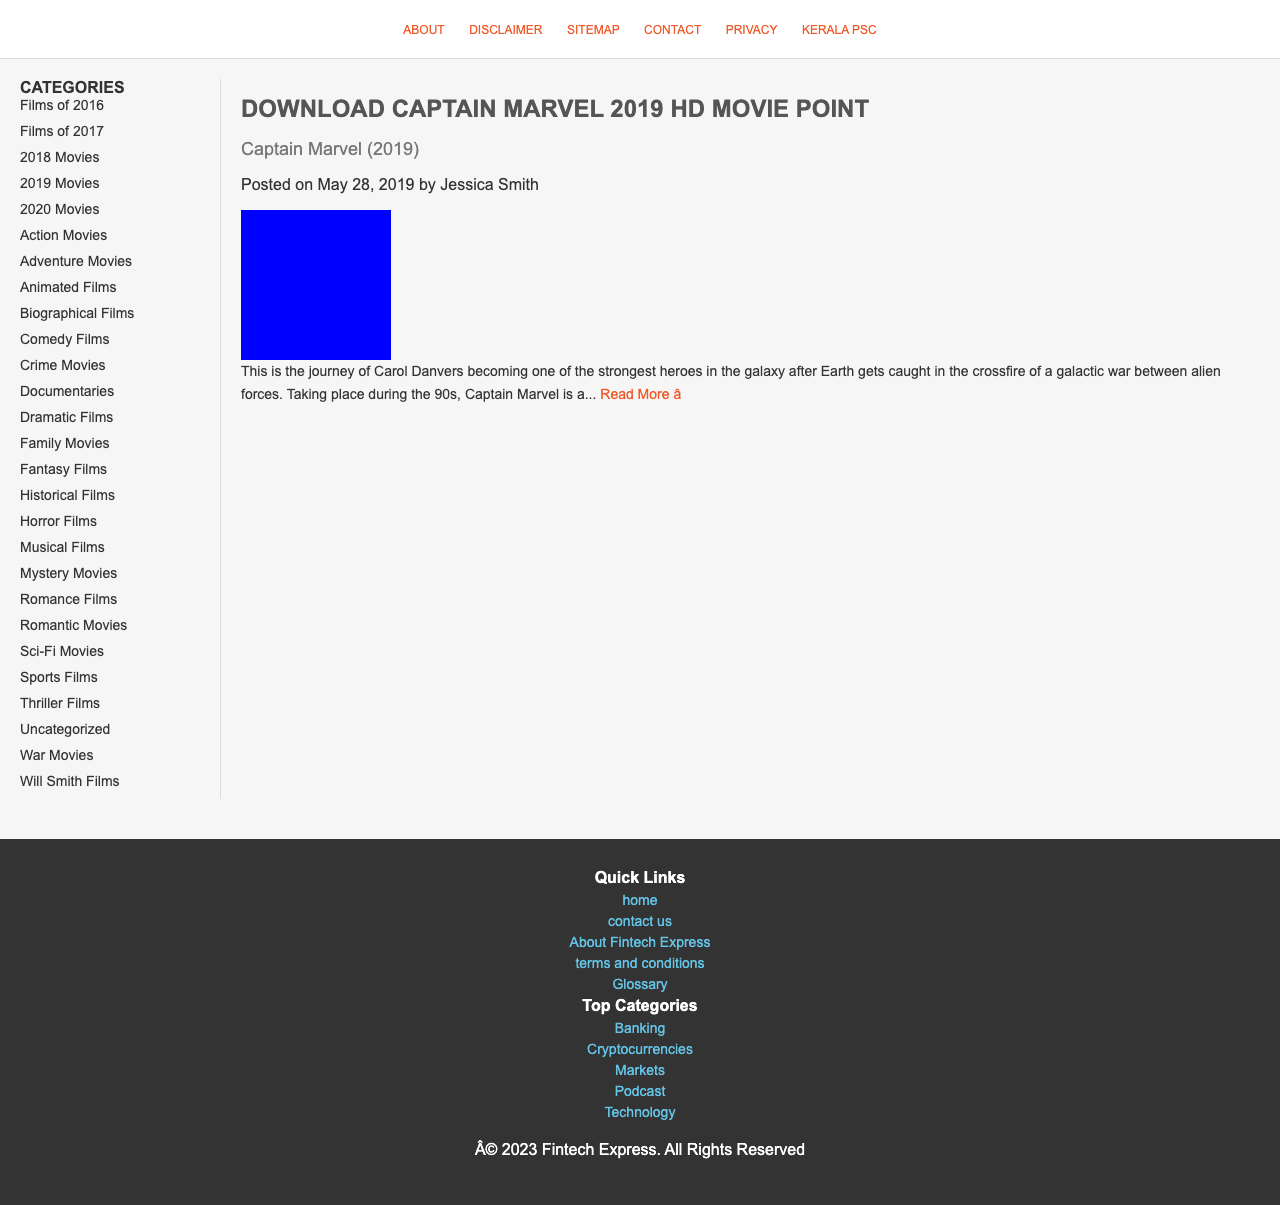 ABOUT DISCLAIMER SITEMAP CONTACT PRIVACY KERALA PSC
CATEGORIES
Films of 2016
Films of 2017
2018 Movies
2019 Movies
2020 Movies
Action Movies
Adventure Movies
Animated Films
Biographical Films
Comedy Films
Crime Movies
Documentaries
Dramatic Films
Family Movies
Fantasy Films
Historical Films
Horror Films
Musical Films
Mystery Movies
Romance Films
Romantic Movies
Sci-Fi Movies
Sports Films
Thriller Films
Uncategorized
War Movies
Will Smith Films
DOWNLOAD CAPTAIN MARVEL 2019 HD MOVIE POINT
Captain Marvel (2019)
Posted on May 28, 2019 by Jessica Smith
This is the journey of Carol Danvers becoming one of the strongest heroes in the galaxy after Earth gets caught in the crossfire of a galactic war between alien
forces. Taking place during the 90s, Captain Marvel is a... Read More â
Quick Links
home
contact us
About Fintech Express
terms and conditions
Glossary
Top Categories
Banking
Cryptocurrencies
Markets
Podcast
Technology
Â© 2023 Fintech Express. All Rights Reserved